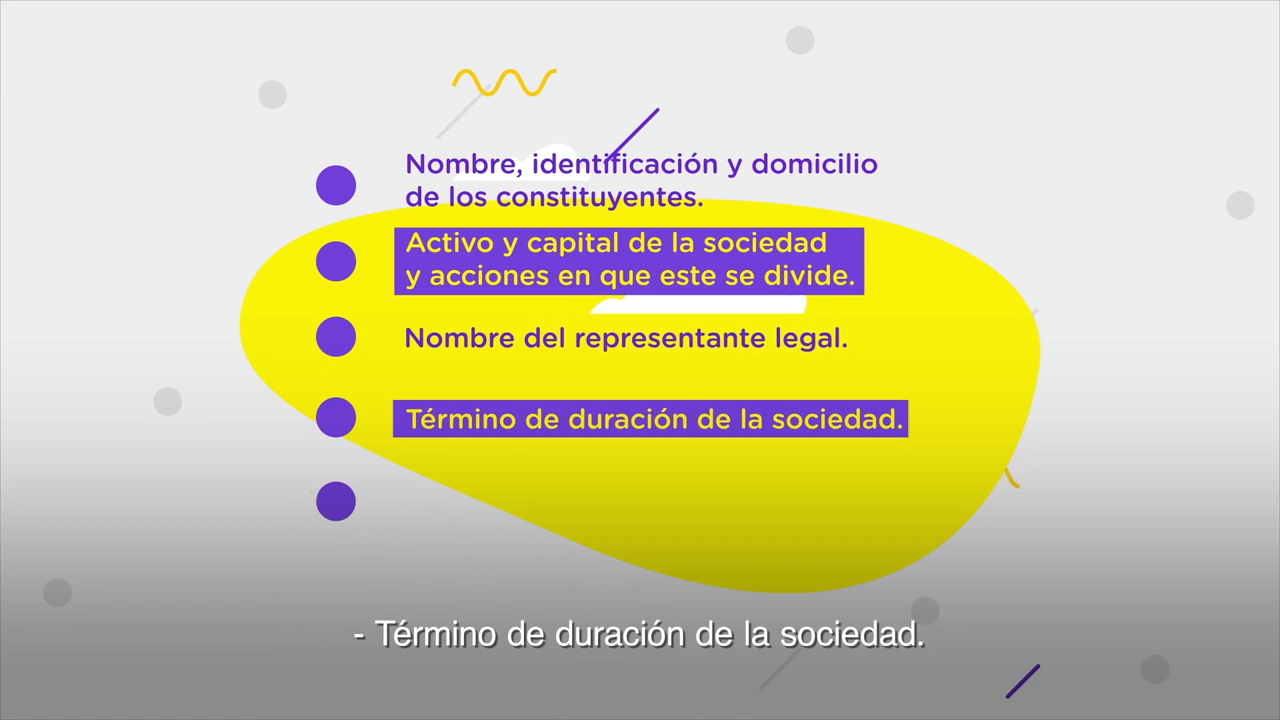 Nombre, identificación y domicilio
de los constituyentes.
Activo y capital de la sociedad
y acciones en que este se divide.
Nombre del representante legal.
Término de duración de la sociedad.
- Término de duración de la sociedad.